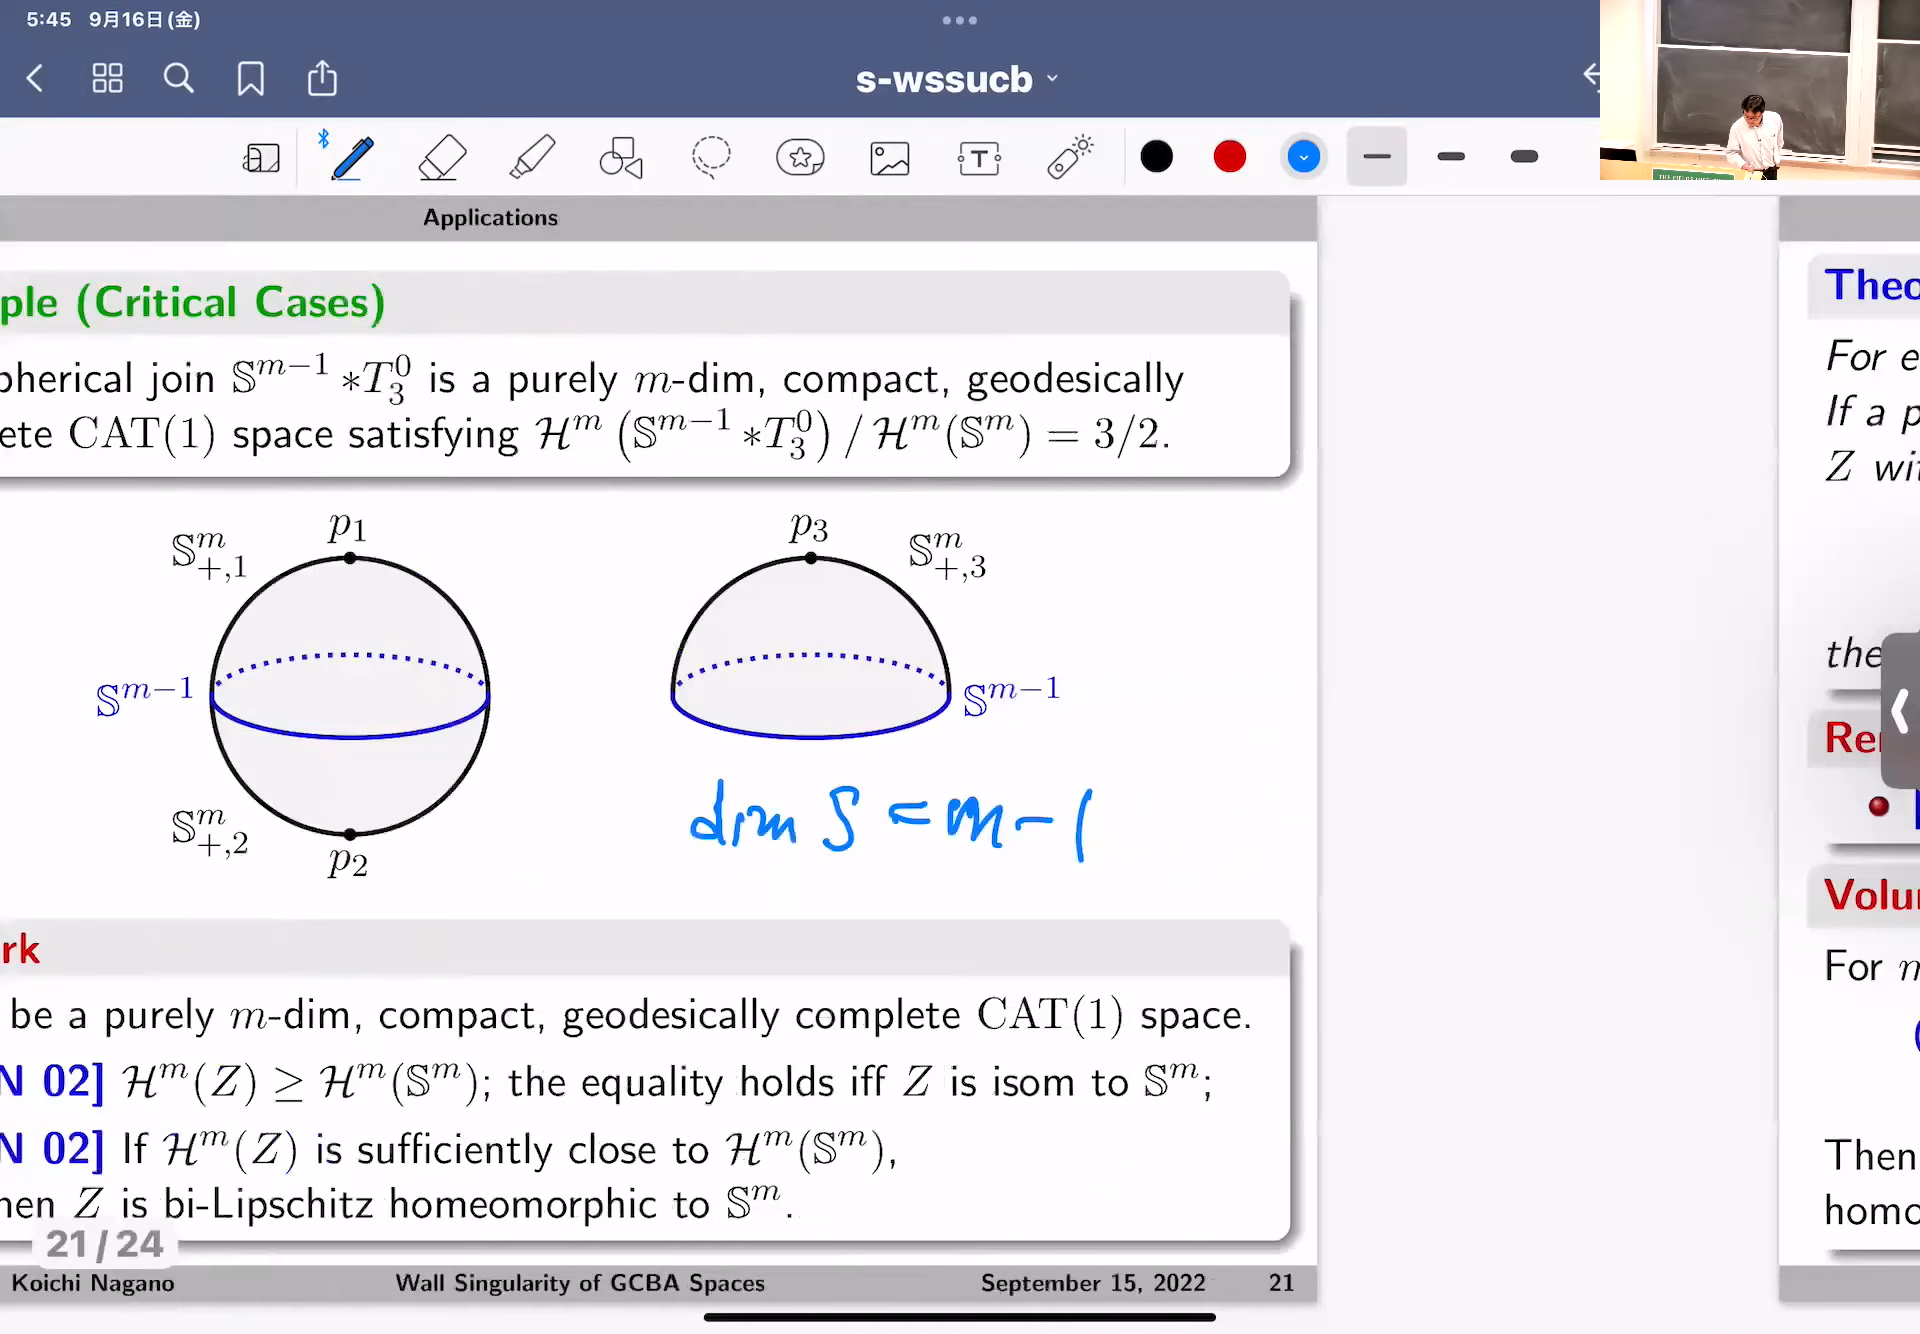 5:45 9月16日(金)
s-wssucb
Applications
ple (Critical Cases)
pherical join 𝕊^{m−1} ∗ T_3^0 is a purely m-dim, compact, geodesically
ete CAT(1) space satisfying ℋ^m (𝕊^{m−1} ∗ T_3^0) / ℋ^m(𝕊^m) = 3/2.
p_1
𝕊^m_{+,1}
p_3
𝕊^m_{+,3}
𝕊^{m−1}
𝕊^{m−1}
𝕊^m_{+,2}
p_2
dim S = m − 1
rk
be a purely m-dim, compact, geodesically complete CAT(1) space.
N 02] ℋ^m(Z) ≥ ℋ^m(𝕊^m); the equality holds iff Z is isom to 𝕊^m;
N 02] If ℋ^m(Z) is sufficiently close to ℋ^m(𝕊^m),
hen Z is bi-Lipschitz homeomorphic to 𝕊^m.
21 / 24
Koichi Nagano Wall Singularity of GCBA Spaces September 15, 2022 21
Theo
For e
If a p
Z wit
the
Re
Volu
For m
Then
homo